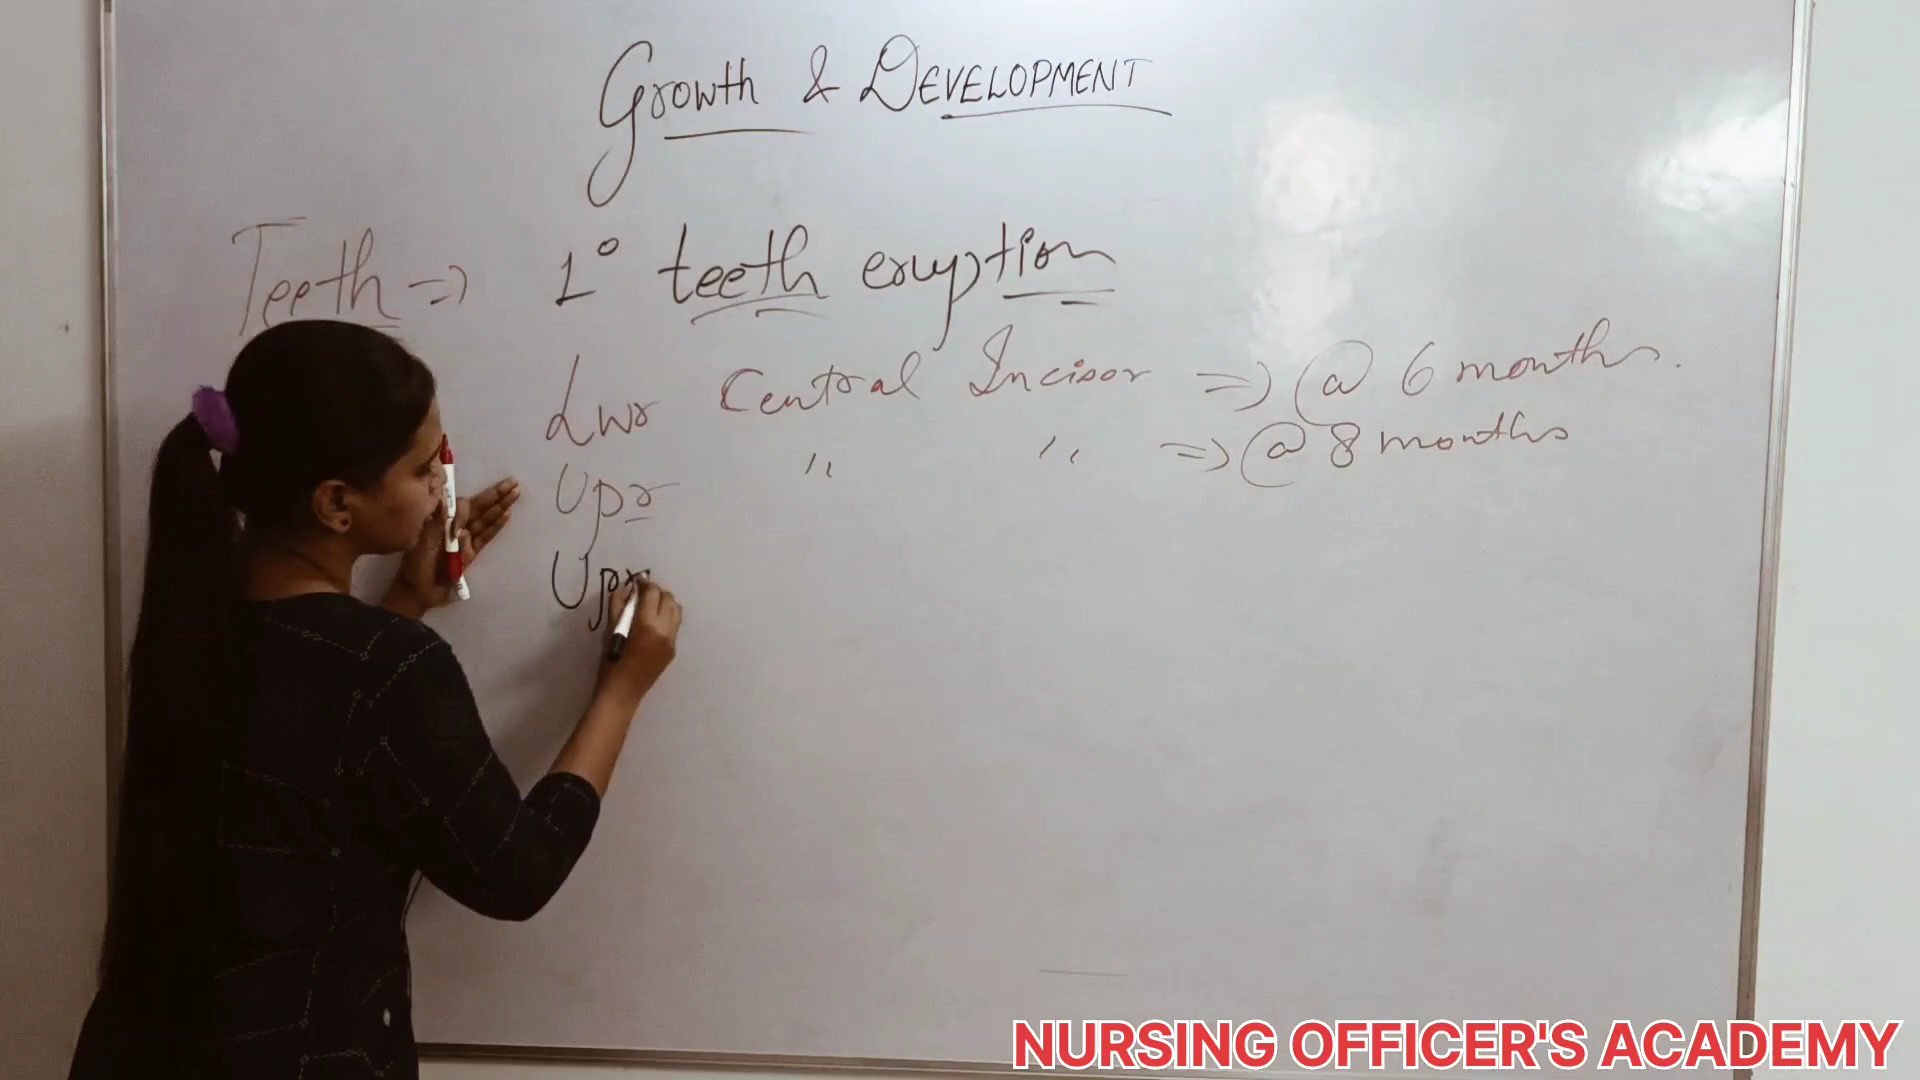 Growth & DEVELOPMENT
Teeth => 1° teeth eruption
Lwr Central Incisor => @ 6 months.
Upr " " => @ 8 months
Upr
NURSING OFFICER'S ACADEMY